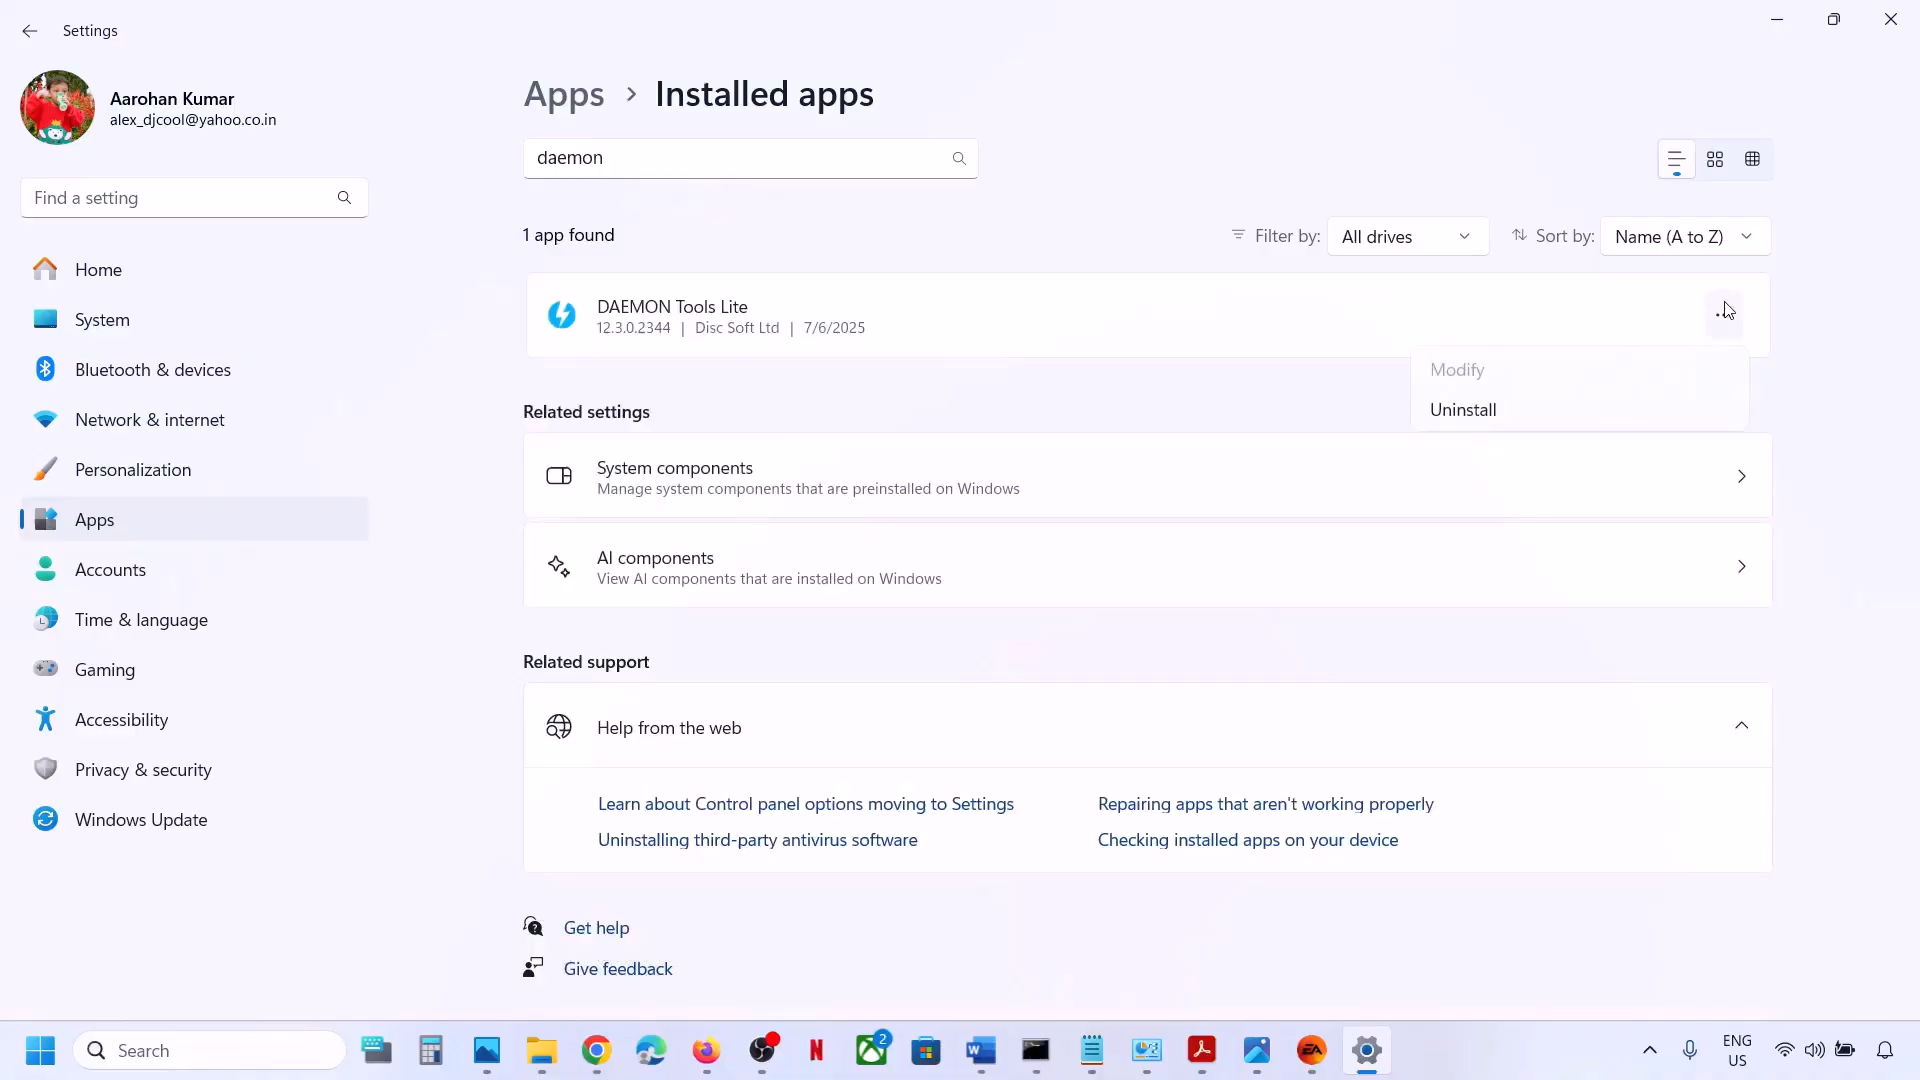 Settings
Aarohan Kumar
alex_djcool@yahoo.co.in
Find a setting
Home
System
Bluetooth & devices
Network & internet
Personalization
Apps
Accounts
Time & language
Gaming
Accessibility
Privacy & security
Windows Update
Apps > Installed apps
daemon
1 app found
Filter by: All drives
Sort by: Name (A to Z)
DAEMON Tools Lite
12.3.0.2344 | Disc Soft Ltd | 7/6/2025
Modify
Uninstall
Related settings
System components
Manage system components that are preinstalled on Windows
AI components
View AI components that are installed on Windows
Related support
Help from the web
Learn about Control panel options moving to Settings
Repairing apps that aren't working properly
Uninstalling third-party antivirus software
Checking installed apps on your device
Get help
Give feedback
Search
N
2
W
EA
ENG
US